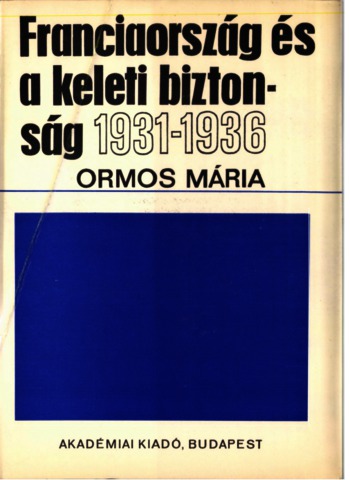 Franciaország és
a keleti bizton-
ság 1931-1936
ORMOS MÁRIA
AKADÉMIAI KIADÓ, BUDAPEST